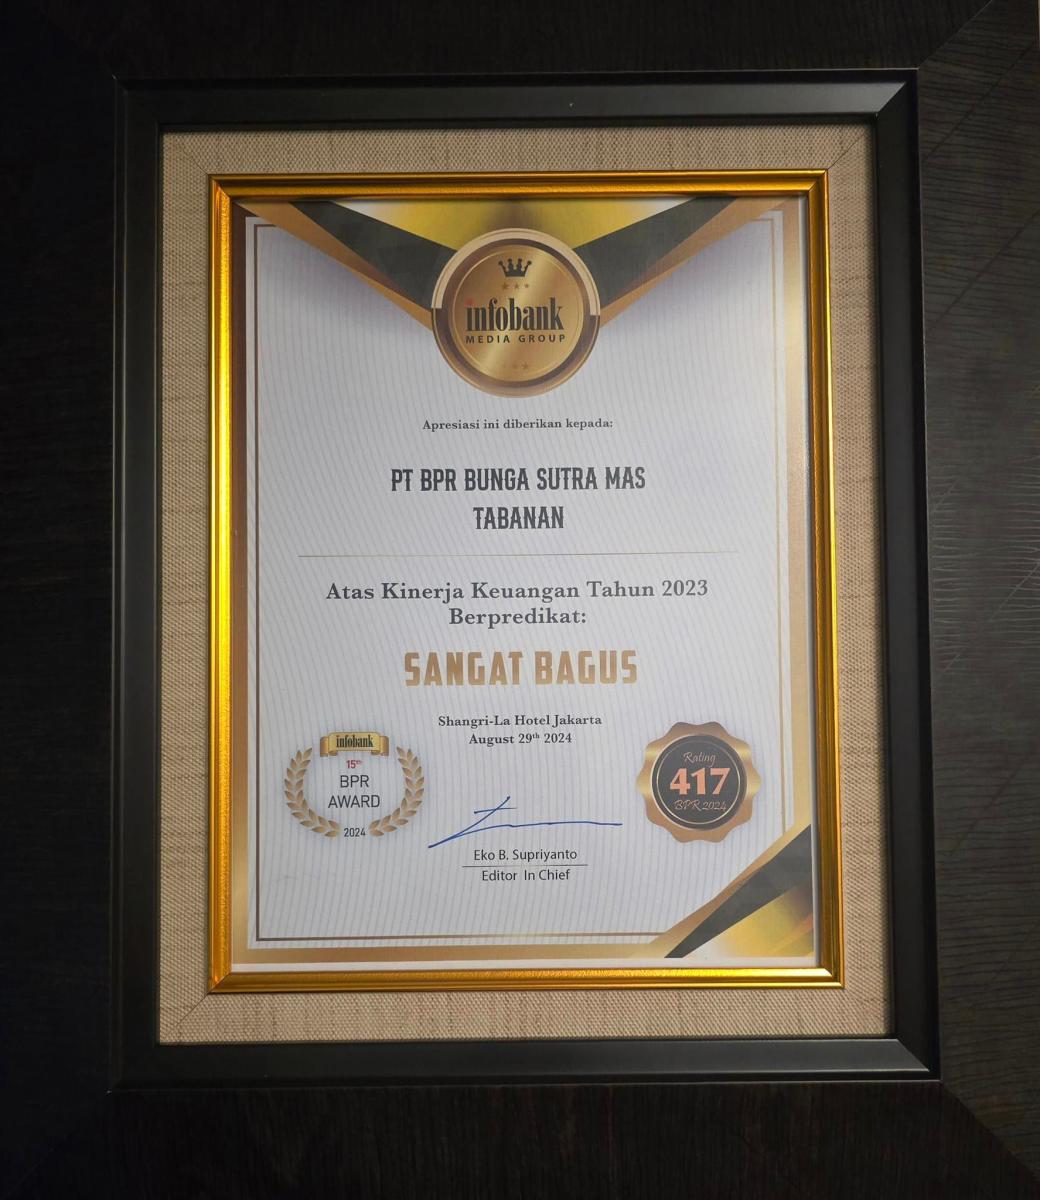 infobank
MEDIA GROUP
Apresiasi ini diberikan kepada:
PT BPR BUNGA SUTRA MAS
TABANAN
Atas Kinerja Keuangan Tahun 2023
Berpredikat:
SANGAT BAGUS
Shangri-La Hotel Jakarta
August 29th 2024
infobank
15th
BPR
AWARD
2024
Rating
417
BPR 2024
Eko B. Supriyanto
Editor In Chief